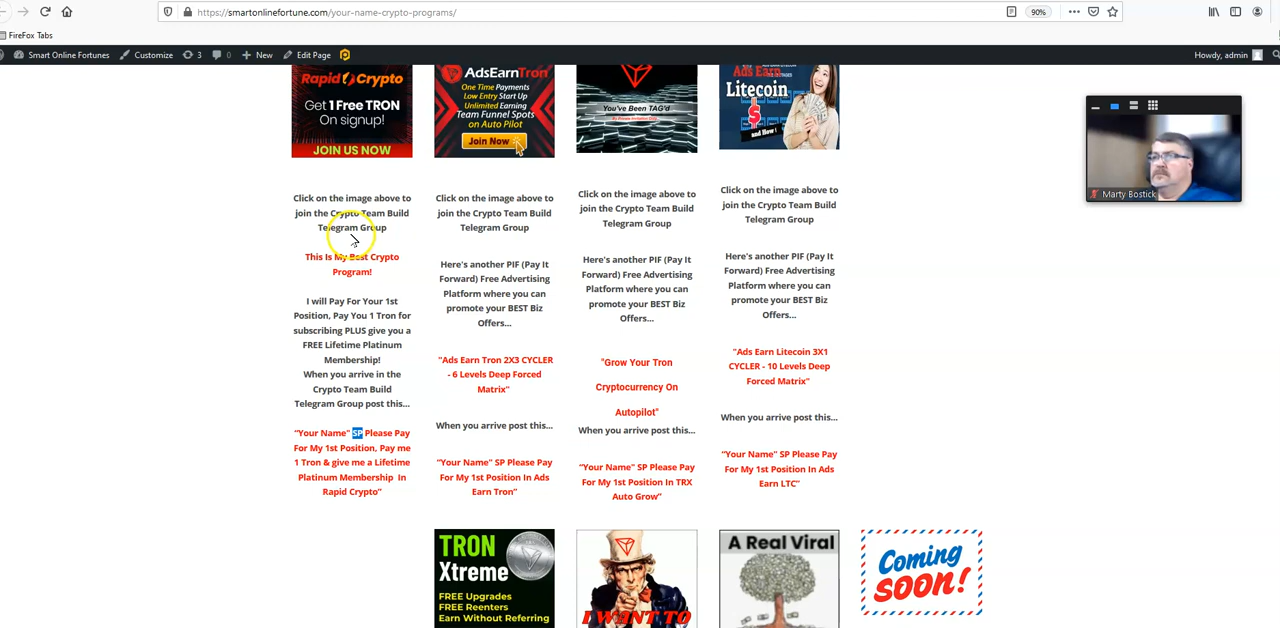 https://smartonlinefortune.com/your-name-crypto-programs/
90%
FireFox Tabs
Smart Online Fortunes
Customize
3
0
New
Edit Page
Howdy, admin
Rapid Crypto
Get 1 Free TRON
On signup!
JOIN US NOW
AdsEarnTron
One Time Payments
Low Entry Start Up
Unlimited Earning
Team Funnel Spots
on Auto Pilot
Join Now
You've Been TAG'd
Ads Earn
Litecoin
$
and How!
Marty Bostick
Click on the image above to
join the Crypto Team Build
Telegram Group
This Is My Best Crypto
Program!
I will Pay For Your 1st
Position, Pay You 1 Tron for
subscribing PLUS give you a
FREE Lifetime Platinum
Membership!
When you arrive in the
Crypto Team Build
Telegram Group post this...
"Your Name" SP Please Pay
For My 1st Position, Pay me
1 Tron & give me a Lifetime
Platinum Membership In
Rapid Crypto"
Click on the image above to
join the Crypto Team Build
Telegram Group
Here's another PIF (Pay It
Forward) Free Advertising
Platform where you can
promote your BEST Biz
Offers...
"Ads Earn Tron 2X3 CYCLER
- 6 Levels Deep Forced
Matrix"
When you arrive post this...
"Your Name" SP Please Pay
For My 1st Position In Ads
Earn Tron"
Click on the image above to
join the Crypto Team Build
Telegram Group
Here's another PIF (Pay It
Forward) Free Advertising
Platform where you can
promote your BEST Biz
Offers...
"Grow Your Tron
Cryptocurrency On
Autopilot"
When you arrive post this...
"Your Name" SP Please Pay
For My 1st Position In TRX
Auto Grow"
Click on the image above to
join the Crypto Team Build
Telegram Group
Here's another PIF (Pay It
Forward) Free Advertising
Platform where you can
promote your BEST Biz
Offers...
"Ads Earn Litecoin 3X1
CYCLER - 10 Levels Deep
Forced Matrix"
When you arrive post this...
"Your Name" SP Please Pay
For My 1st Position In Ads
Earn LTC"
TRON
Xtreme
FREE Upgrades
FREE Reenters
Earn Without Referring
I WANT TO
A Real Viral
Coming
SOON!